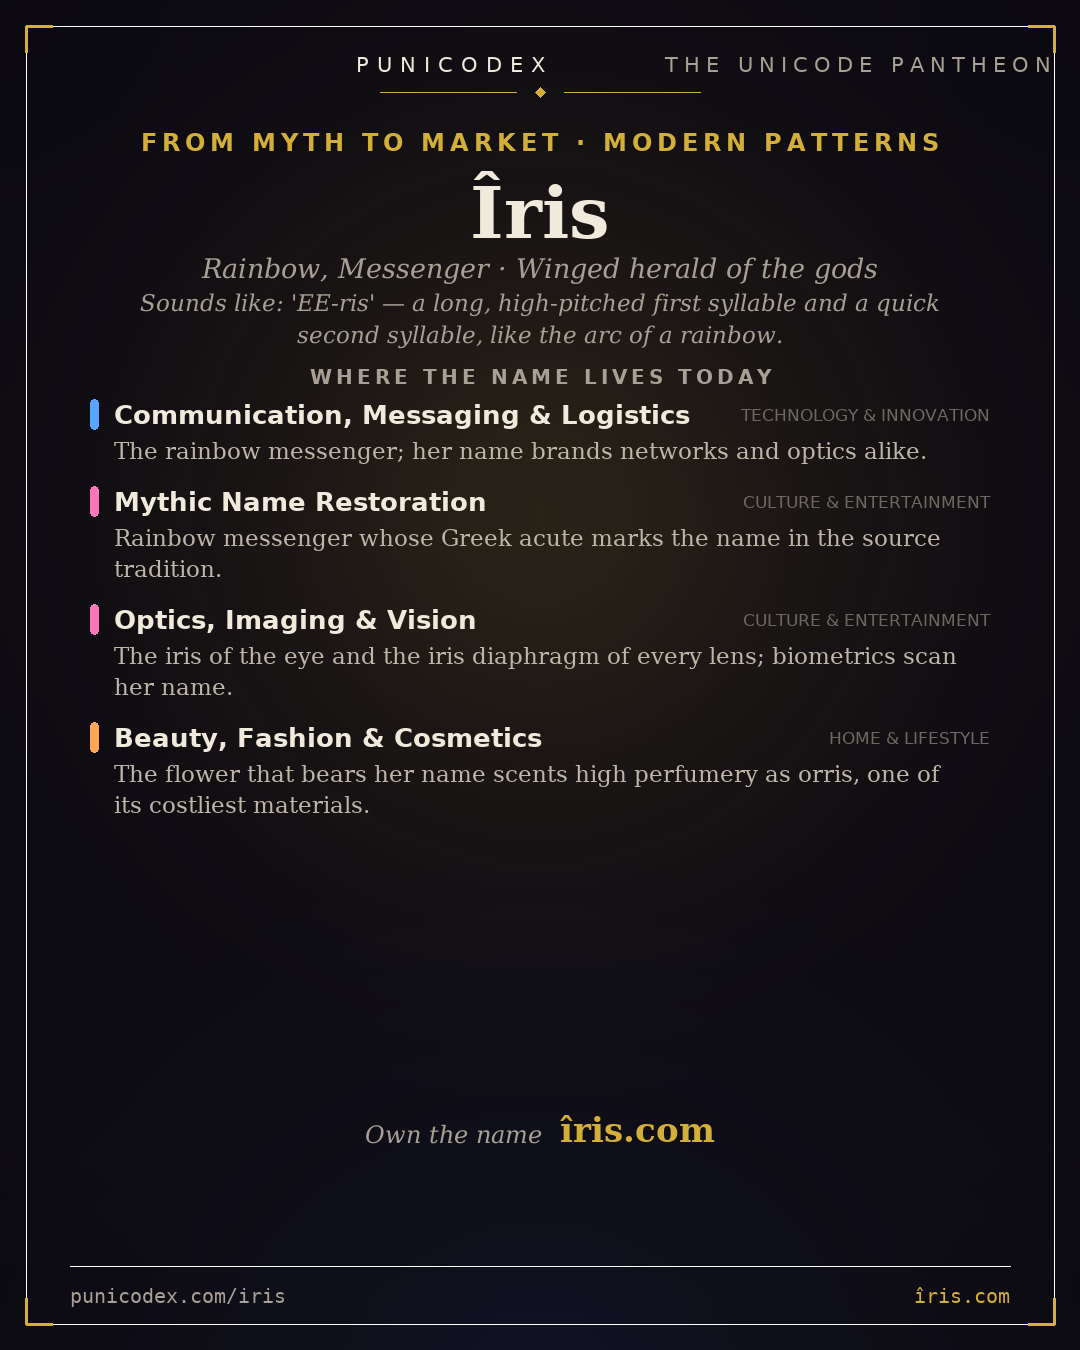 PUNICODEX THE UNICODE PANTHEON
FROM MYTH TO MARKET · MODERN PATTERNS
Îris
Rainbow, Messenger · Winged herald of the gods
Sounds like: 'EE-ris' — a long, high-pitched first syllable and a quick
second syllable, like the arc of a rainbow.
WHERE THE NAME LIVES TODAY
Communication, Messaging & Logistics TECHNOLOGY & INNOVATION
The rainbow messenger; her name brands networks and optics alike.
Mythic Name Restoration CULTURE & ENTERTAINMENT
Rainbow messenger whose Greek acute marks the name in the source
tradition.
Optics, Imaging & Vision CULTURE & ENTERTAINMENT
The iris of the eye and the iris diaphragm of every lens; biometrics scan
her name.
Beauty, Fashion & Cosmetics HOME & LIFESTYLE
The flower that bears her name scents high perfumery as orris, one of
its costliest materials.
Own the name îris.com
punicodex.com/iris îris.com